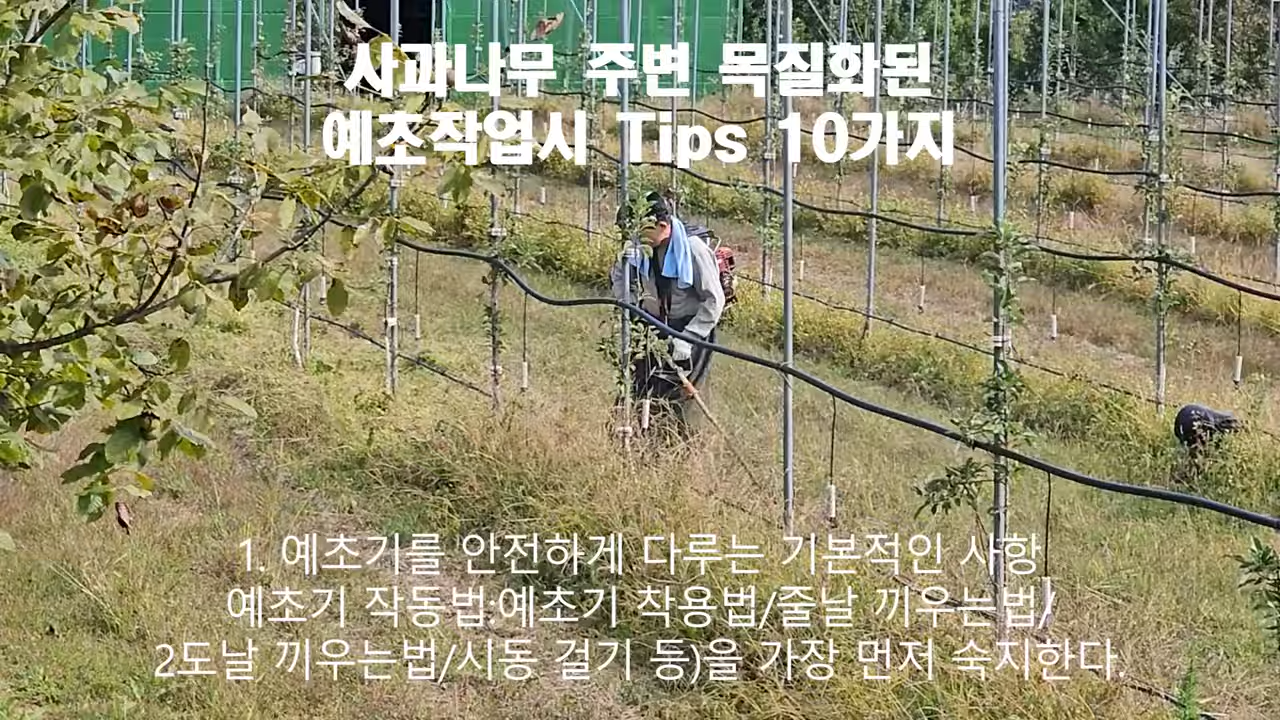 사과나무 주변 목질화된
예초작업시 Tips 10가지
1. 예초기를 안전하게 다루는 기본적인 사항
예초기 작동법:예초기 착용법/줄날 끼우는법/
2도날 끼우는법/시동 걸기 등)을 가장 먼저 숙지한다.